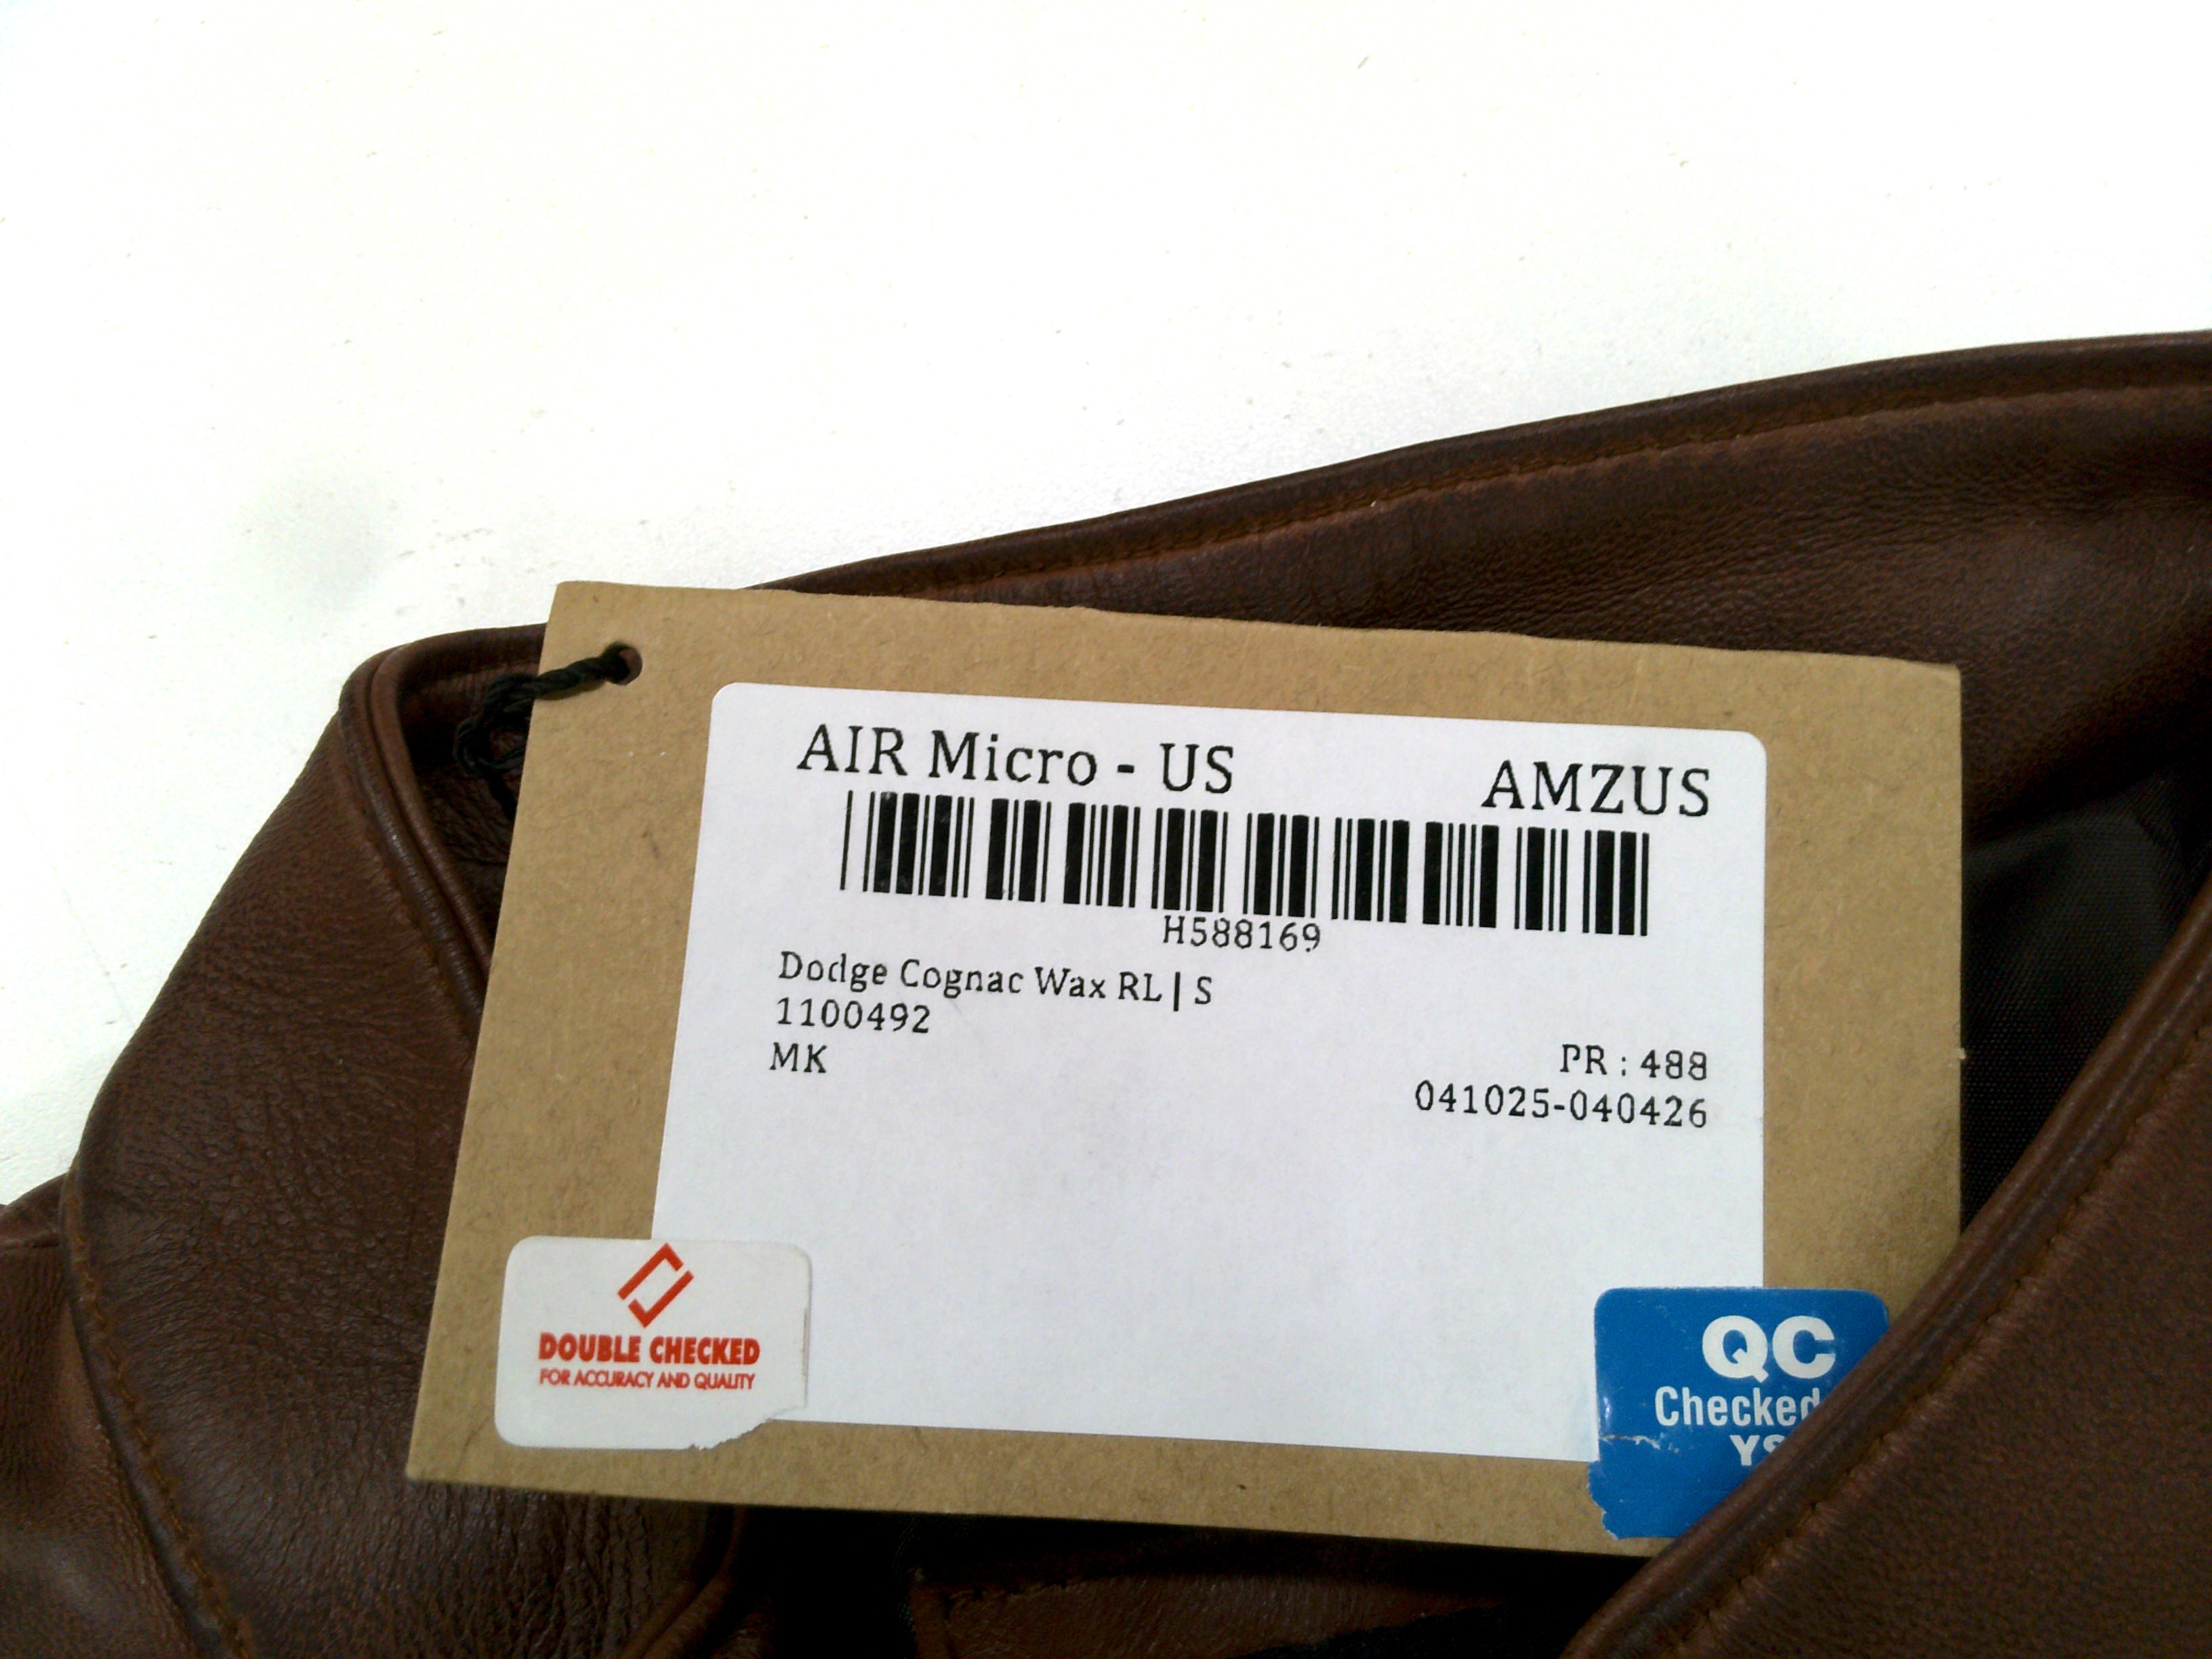 AIR Micro - US AMZUS
H588169
Dodge Cognac Wax RL | S
1100492
MK
PR : 488
041025-040426
DOUBLE CHECKED
FOR ACCURACY AND QUALITY
QC
Checked